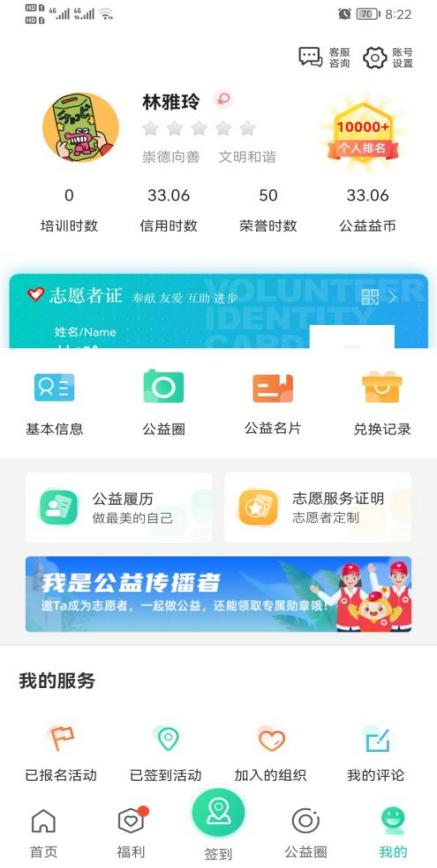 HD 1 4G 4G 70 8:22
HD 2
客服咨询
账号设置
林雅玲
崇德向善 文明和谐
10000+
个人排名
0 33.06 50 33.06
培训时数 信用时数 荣誉时数 公益益币
志愿者证 奉献 友爱 互助 进步
VOLUNTEER
IDENTITY
CARD
姓名/Name
基本信息 公益圈 公益名片 兑换记录
公益履历
做最美的自己
志愿服务证明
志愿者定制
我是公益传播者
邀Ta成为志愿者，一起做公益，还能领取专属勋章哦！
我的服务
已报名活动 已签到活动 加入的组织 我的评论
首页 福利 签到 公益圈 我的